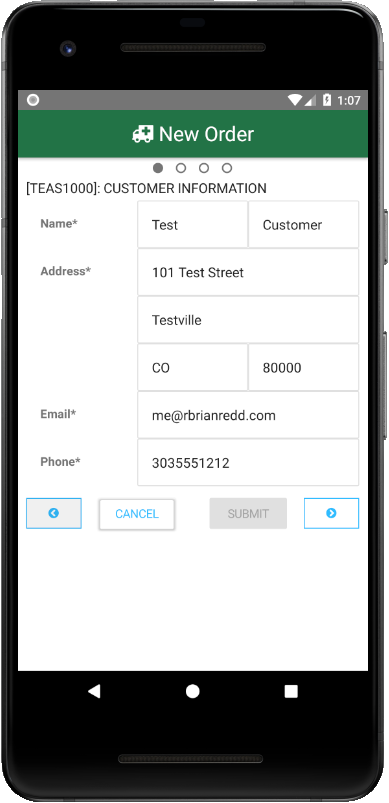 1:07
New Order
[TEAS1000]: CUSTOMER INFORMATION
Name* Test Customer
Address* 101 Test Street
Testville
CO 80000
Email* me@rbrianredd.com
Phone* 3035551212
CANCEL SUBMIT